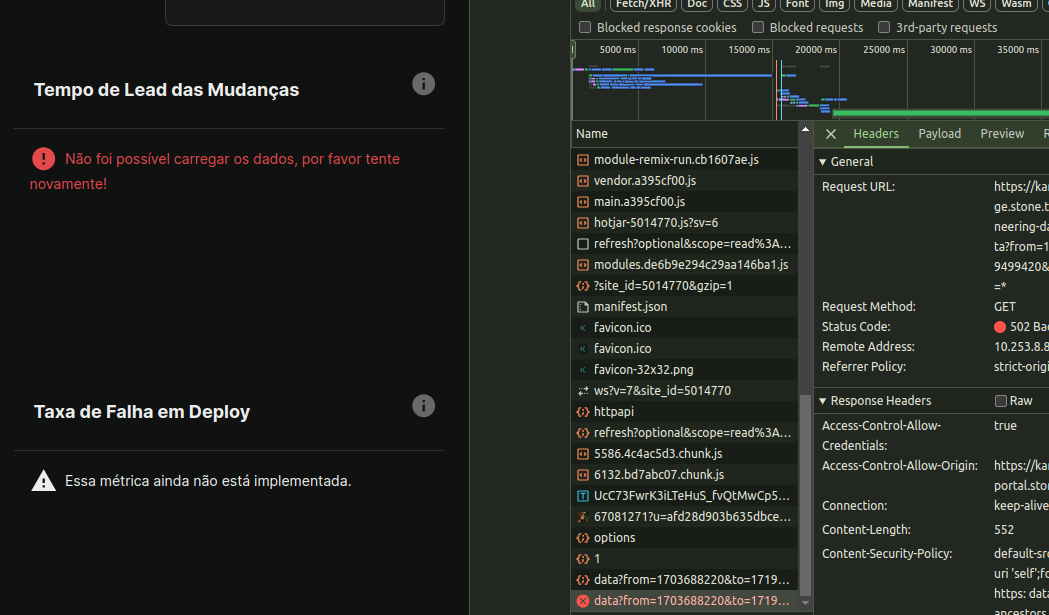 Tempo de Lead das Mudanças
Não foi possível carregar os dados, por favor tente
novamente!
Taxa de Falha em Deploy
Essa métrica ainda não está implementada.
All Fetch/XHR Doc CSS JS Font Img Media Manifest WS Wasm
Blocked response cookies Blocked requests 3rd-party requests
5000 ms 10000 ms 15000 ms 20000 ms 25000 ms 30000 ms 35000 ms
Name
module-remix-run.cb1607ae.js
vendor.a395cf00.js
main.a395cf00.js
hotjar-5014770.js?sv=6
refresh?optional&scope=read%3A...
modules.de6b9e294c29aa146ba1.js
?site_id=5014770&gzip=1
manifest.json
favicon.ico
favicon.ico
favicon-32x32.png
ws?v=7&site_id=5014770
httpapi
refresh?optional&scope=read%3A...
5586.4c4ac5d3.chunk.js
6132.bd7abc07.chunk.js
UcC73FwrK3iLTeHuS_fvQtMwCp5...
67081271?u=afd28d903b635dbce...
options
1
data?from=1703688220&to=1719...
data?from=1703688220&to=1719...
Headers Payload Preview R
General
Request URL: https://ka
ge.stone.t
neering-da
ta?from=1
9499420&
=*
Request Method: GET
Status Code: 502 Ba
Remote Address: 10.253.8.8
Referrer Policy: strict-origi
Response Headers Raw
Access-Control-Allow- true
Credentials:
Access-Control-Allow-Origin: https://ka
portal.sto
Connection: keep-alive
Content-Length: 552
Content-Security-Policy: default-sr
uri 'self';fo
https: data
ancestors